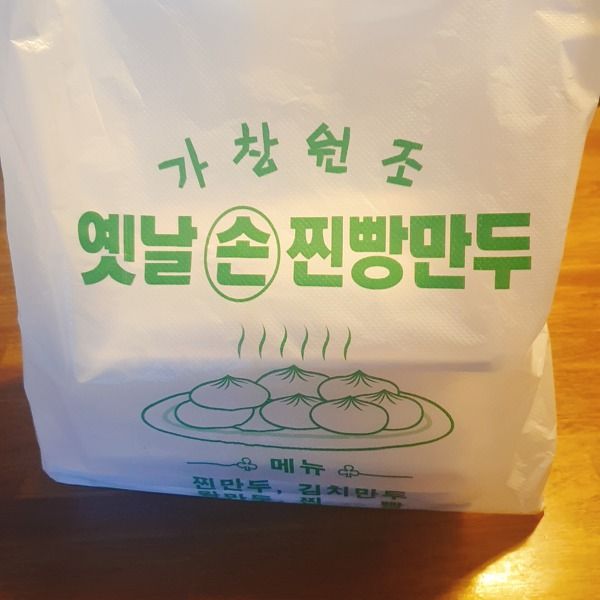 가창원조
옛날 손 찐빵만두
메뉴
찐만두, 김치만두